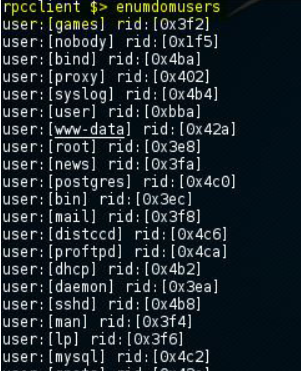 rpcclient $> enumdomusers
user:[games] rid:[0x3f2]
user:[nobody] rid:[0x1f5]
user:[bind] rid:[0x4ba]
user:[proxy] rid:[0x402]
user:[syslog] rid:[0x4b4]
user:[user] rid:[0xbba]
user:[www-data] rid:[0x42a]
user:[root] rid:[0x3e8]
user:[news] rid:[0x3fa]
user:[postgres] rid:[0x4c0]
user:[bin] rid:[0x3ec]
user:[mail] rid:[0x3f8]
user:[distccd] rid:[0x4c6]
user:[proftpd] rid:[0x4ca]
user:[dhcp] rid:[0x4b2]
user:[daemon] rid:[0x3ea]
user:[sshd] rid:[0x4b8]
user:[man] rid:[0x3f4]
user:[lp] rid:[0x3f6]
user:[mysql] rid:[0x4c2]